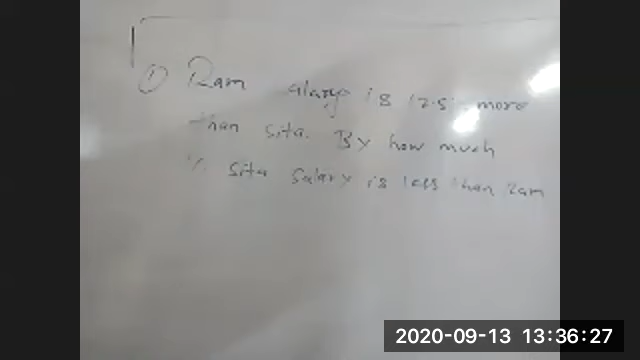 ① Ram alary is 12.5 more
than sita. By how much
% sita salary is less than Ram
2020-09-13 13:36:27